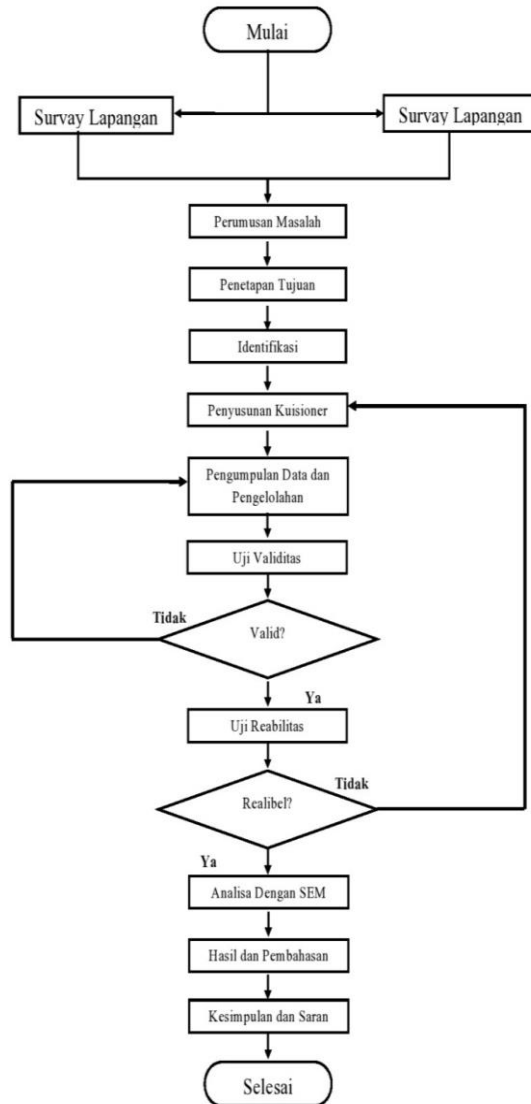 Mulai
Survay Lapangan
Survay Lapangan
Perumusan Masalah
Penetapan Tujuan
Identifikasi
Penyusunan Kuisioner
Pengumpulan Data dan
Pengelolahan
Uji Validitas
Tidak
Valid?
Ya
Uji Reabilitas
Tidak
Realibel?
Ya
Analisa Dengan SEM
Hasil dan Pembahasan
Kesimpulan dan Saran
Selesai